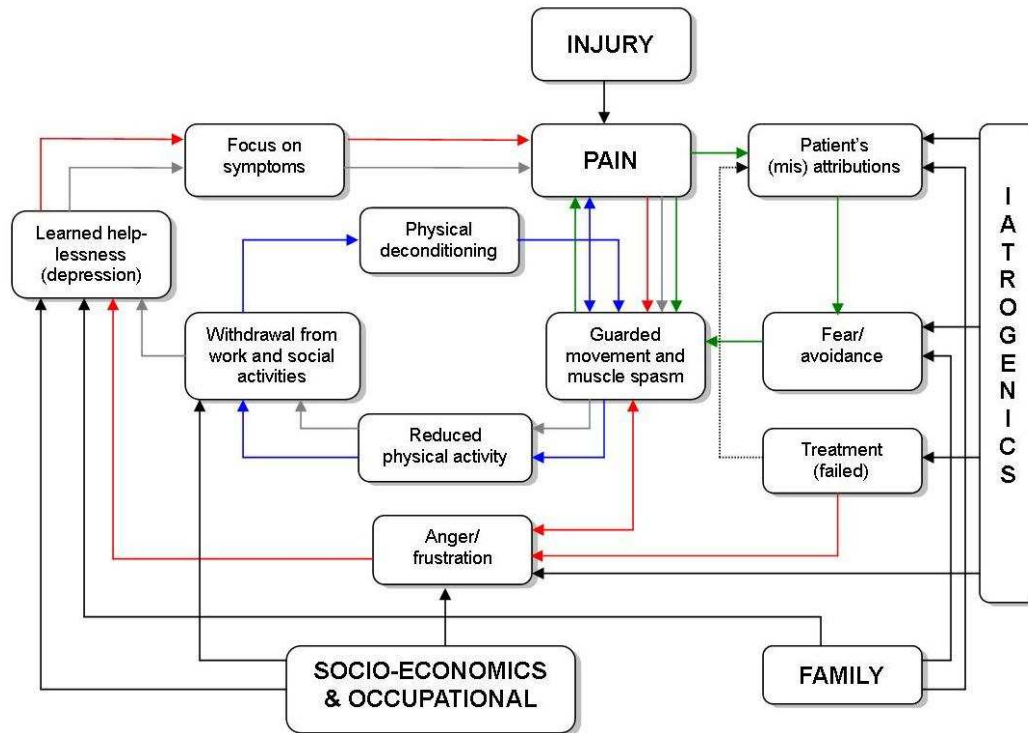 INJURY
Focus on
symptoms
PAIN
Patient's
(mis) attributions
Learned help-
lessness
(depression)
Physical
deconditioning
Withdrawal from
work and social
activities
Guarded
movement and
muscle spasm
Fear/
avoidance
Reduced
physical activity
Treatment
(failed)
Anger/
frustration
SOCIO-ECONOMICS
& OCCUPATIONAL
FAMILY
IATROGENICS